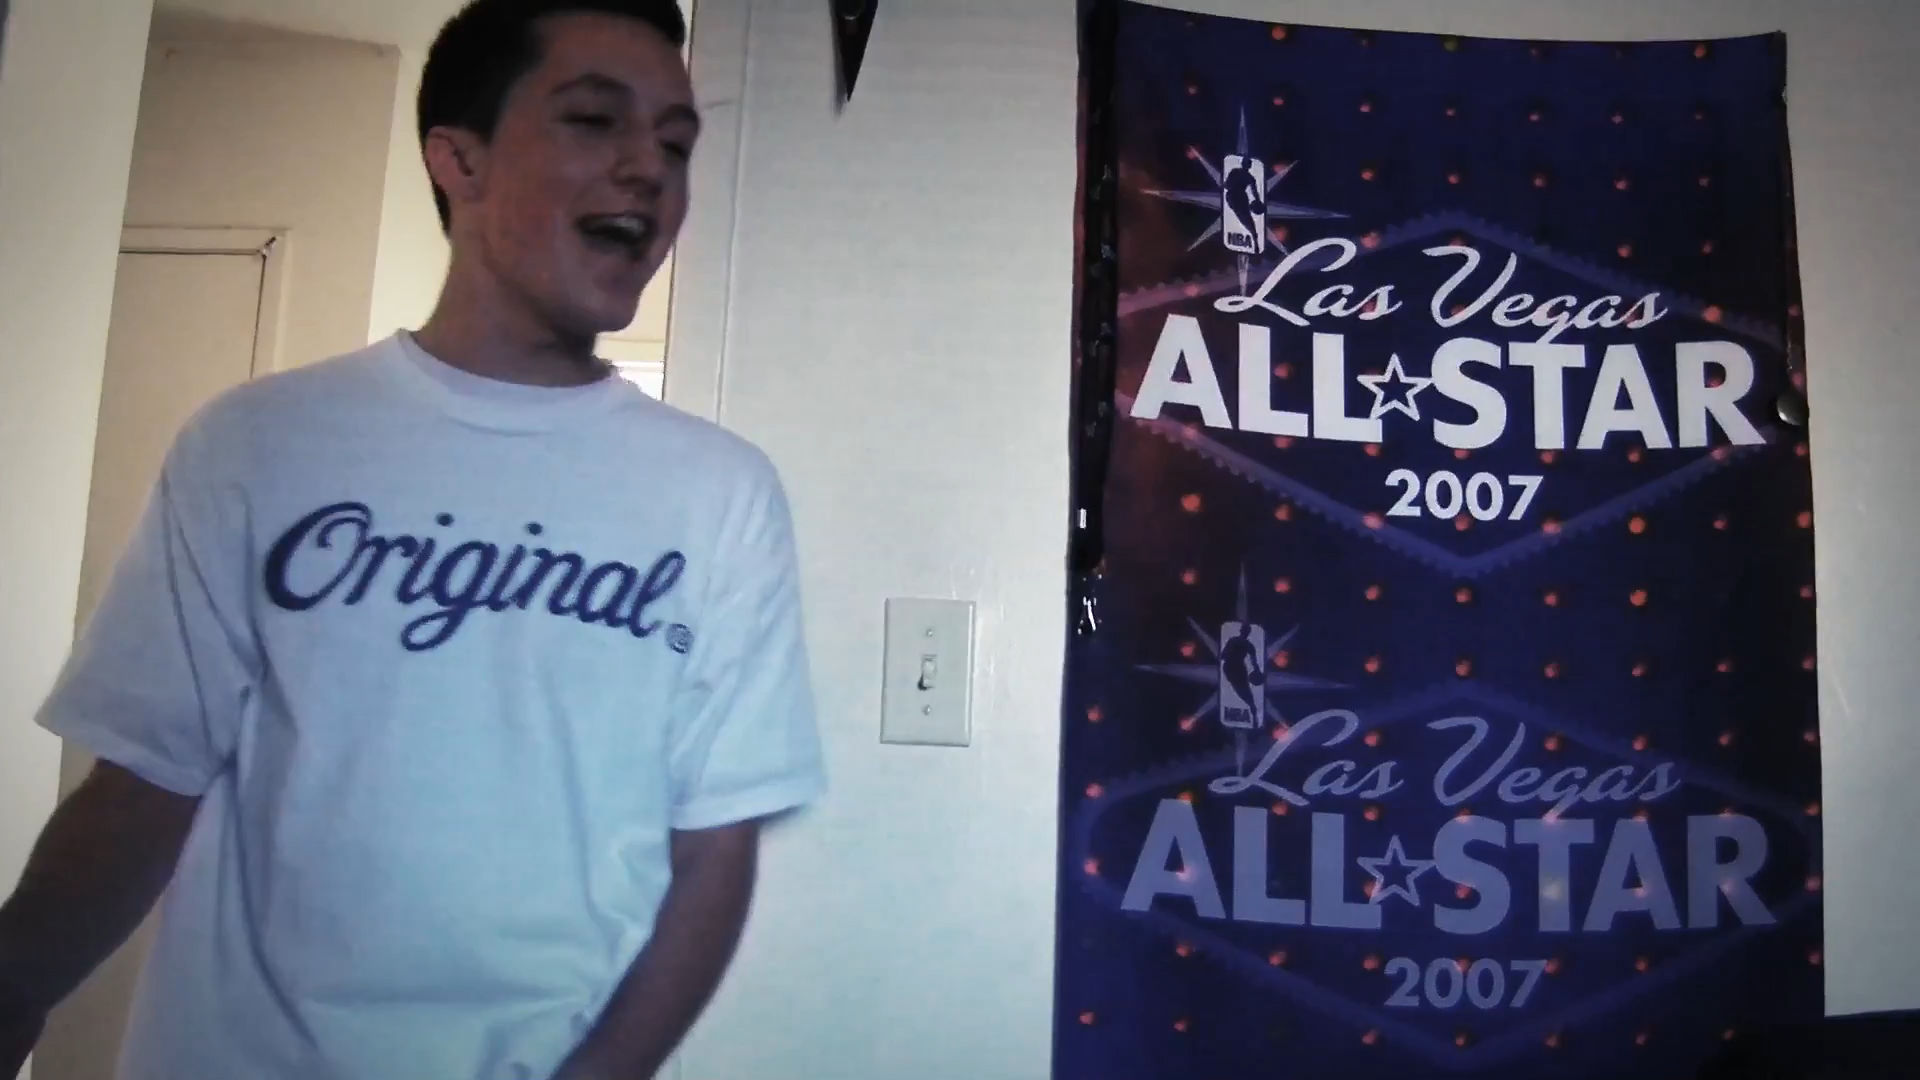 Original
NBA
Las Vegas
ALL☆STAR
2007
NBA
Las Vegas
ALL☆STAR
2007